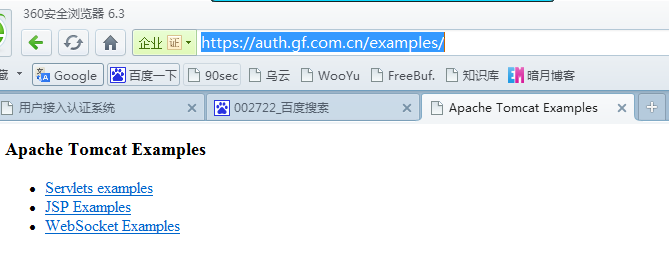 360安全浏览器 6.3
企业 证 https://auth.gf.com.cn/examples/
藏 Google 百度一下 90sec 乌云 WooYu FreeBuf. 知识库 暗月博客
用户接入认证系统 002722_百度搜索 Apache Tomcat Examples
Apache Tomcat Examples
Servlets examples
JSP Examples
WebSocket Examples